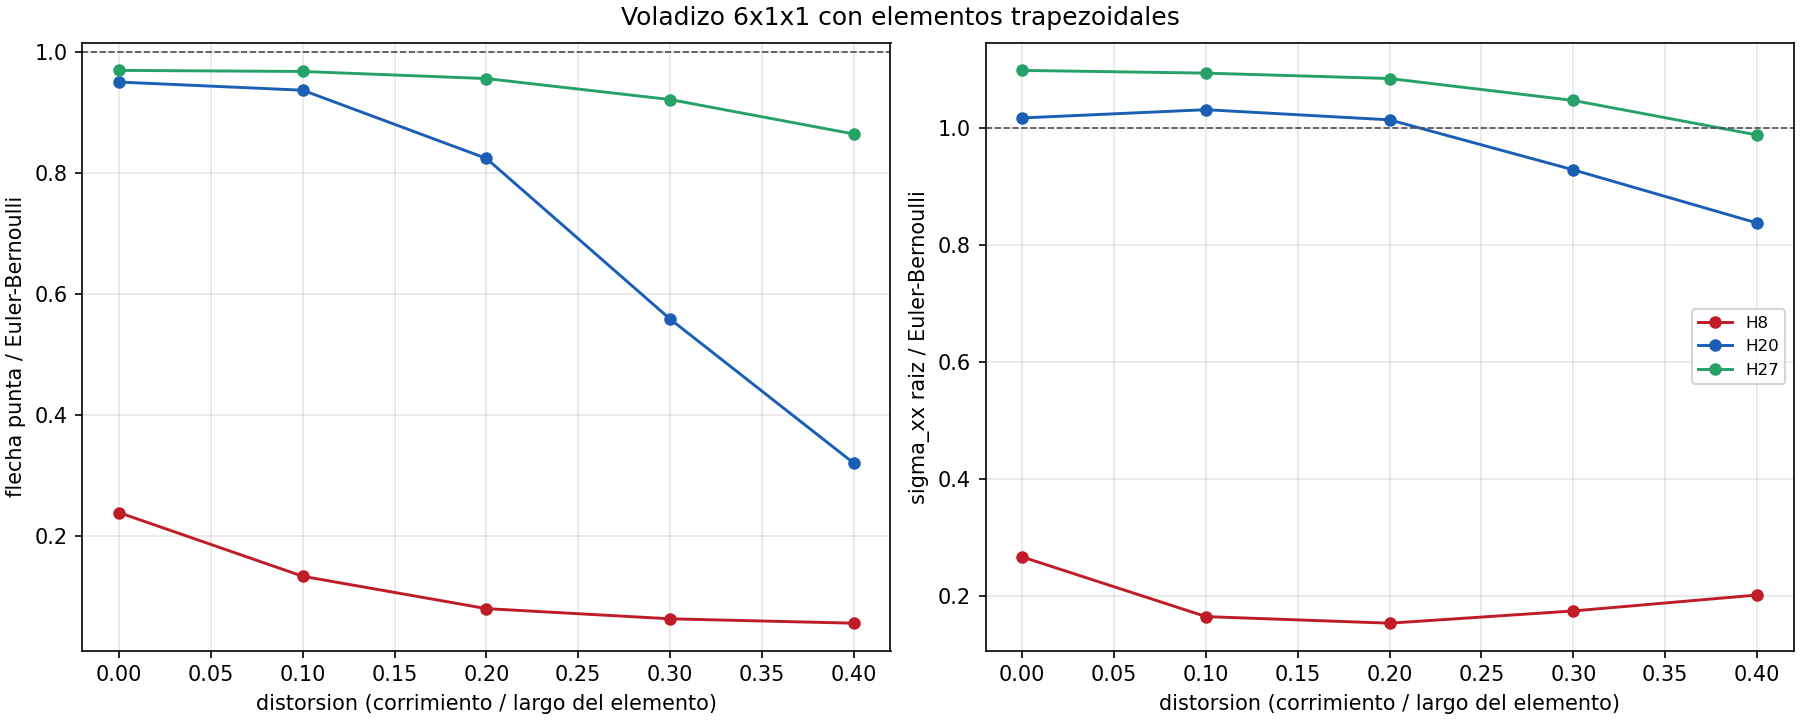 Voladizo 6x1x1 con elementos trapezoidales
flecha punta / Euler-Bernoulli
1.0
0.8
0.6
0.4
0.2
0.00 0.05 0.10 0.15 0.20 0.25 0.30 0.35 0.40
distorsion (corrimiento / largo del elemento)
sigma_xx raiz / Euler-Bernoulli
1.0
0.8
0.6
0.4
0.2
H8
H20
H27
0.00 0.05 0.10 0.15 0.20 0.25 0.30 0.35 0.40
distorsion (corrimiento / largo del elemento)